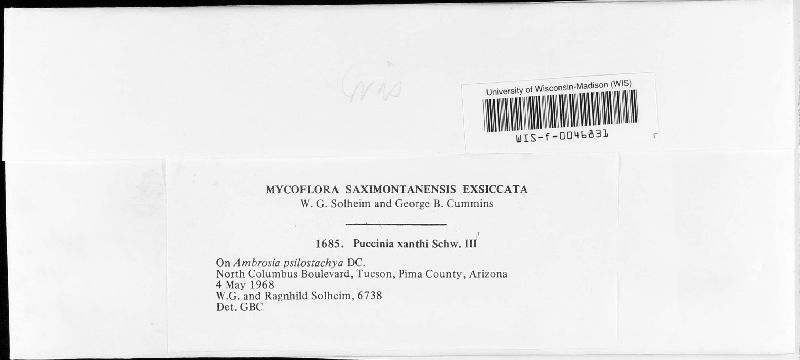 Wis
University of Wisconsin-Madison (WIS)
WIS-f-0046831
MYCOFLORA SAXIMONTANENSIS EXSICCATA
W. G. Solheim and George B. Cummins
1685. Puccinia xanthi Schw. III
On Ambrosia psilostachya DC.
North Columbus Boulevard, Tucson, Pima County, Arizona
4 May 1968
W.G. and Ragnhild Solheim, 6738
Det. GBC